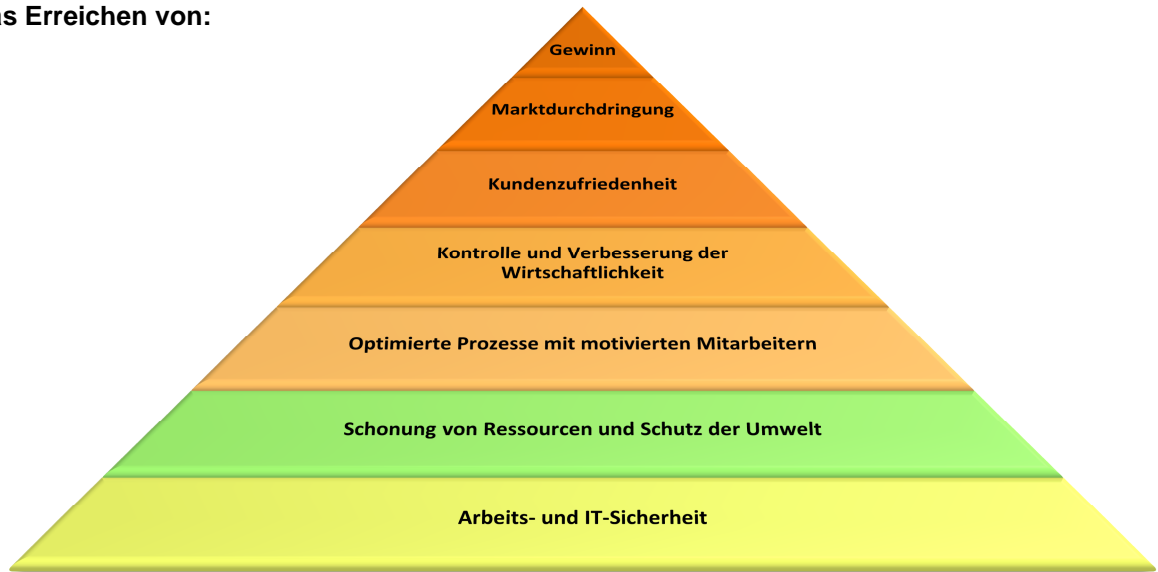 s Erreichen von:
Gewinn
Marktdurchdringung
Kundenzufriedenheit
Kontrolle und Verbesserung der
Wirtschaftlichkeit
Optimierte Prozesse mit motivierten Mitarbeitern
Schonung von Ressourcen und Schutz der Umwelt
Arbeits- und IT-Sicherheit